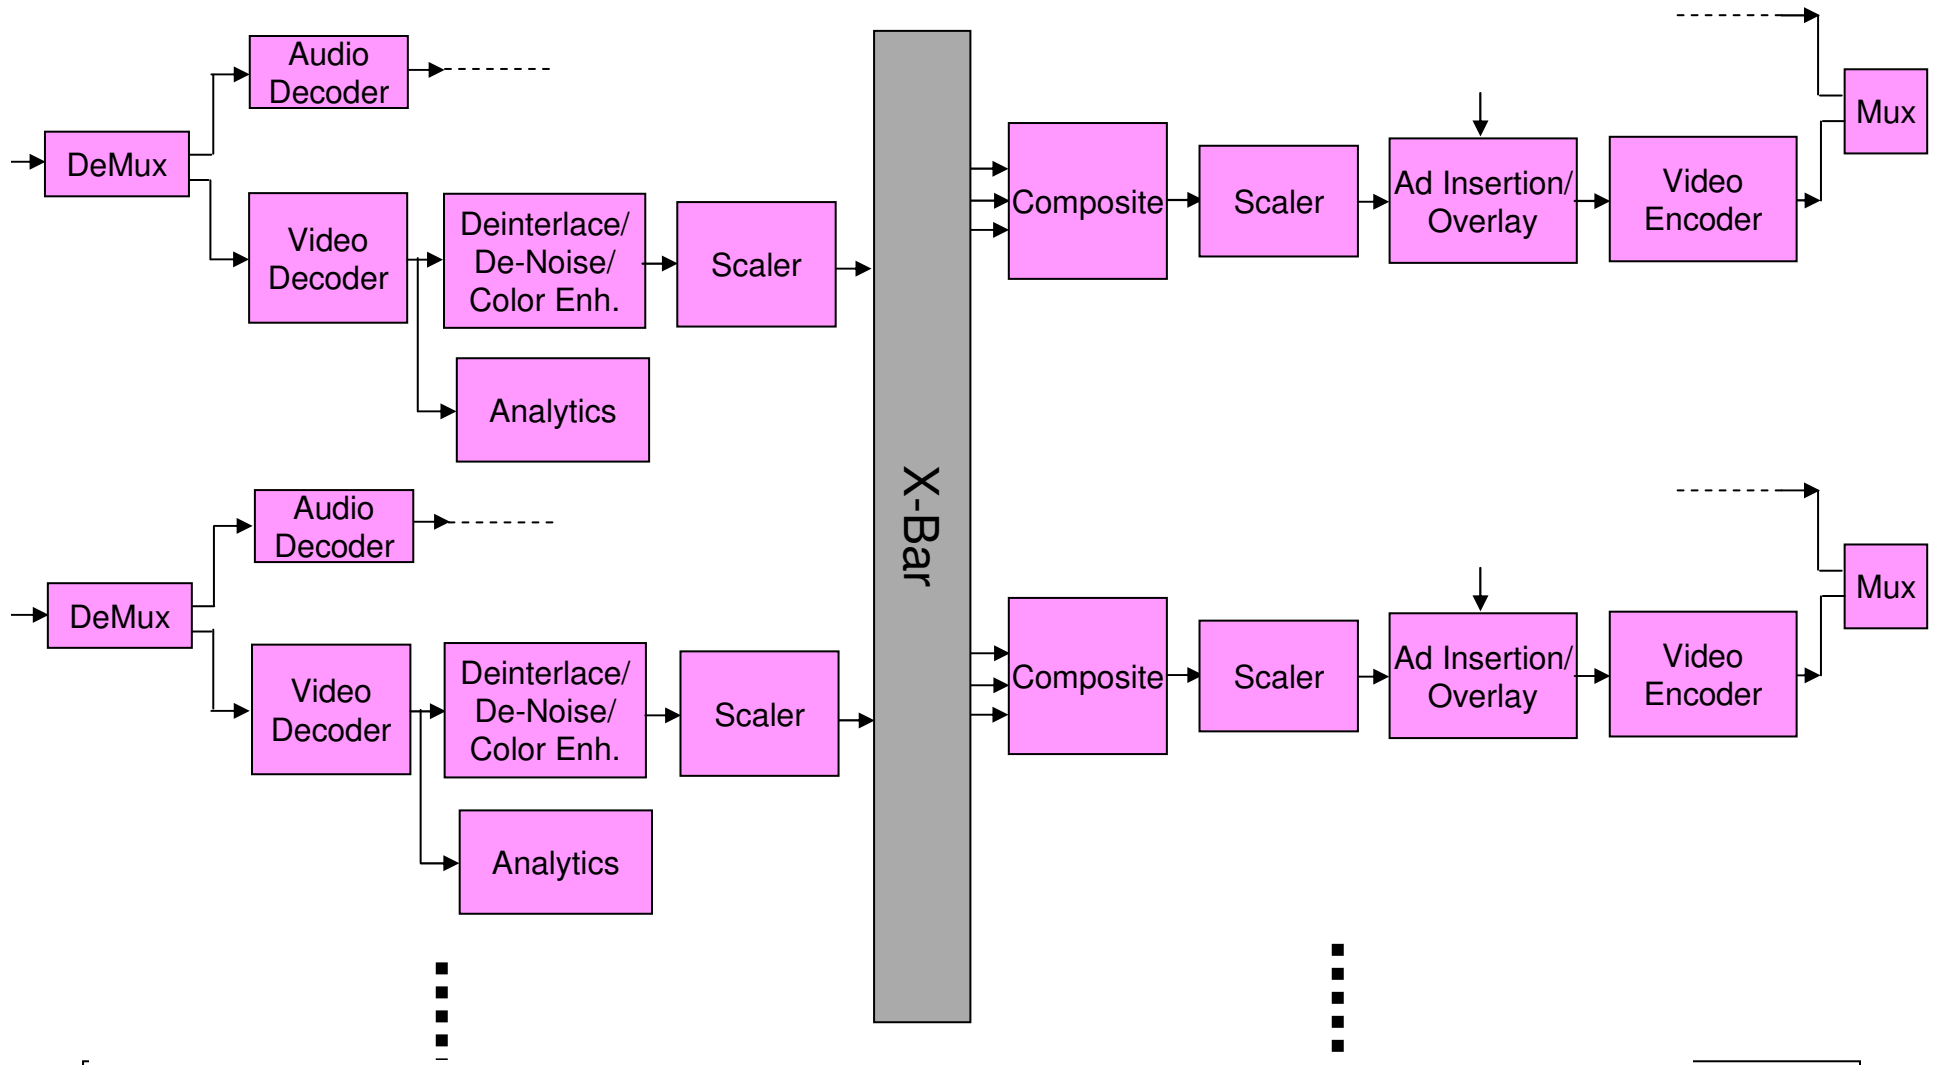 Audio
Decoder
DeMux
Video
Decoder
Deinterlace/
De-Noise/
Color Enh.
Scaler
Analytics
Audio
Decoder
DeMux
Video
Decoder
Deinterlace/
De-Noise/
Color Enh.
Scaler
Analytics
X-Bar
Composite
Scaler
Ad Insertion/
Overlay
Video
Encoder
Mux
Composite
Scaler
Ad Insertion/
Overlay
Video
Encoder
Mux